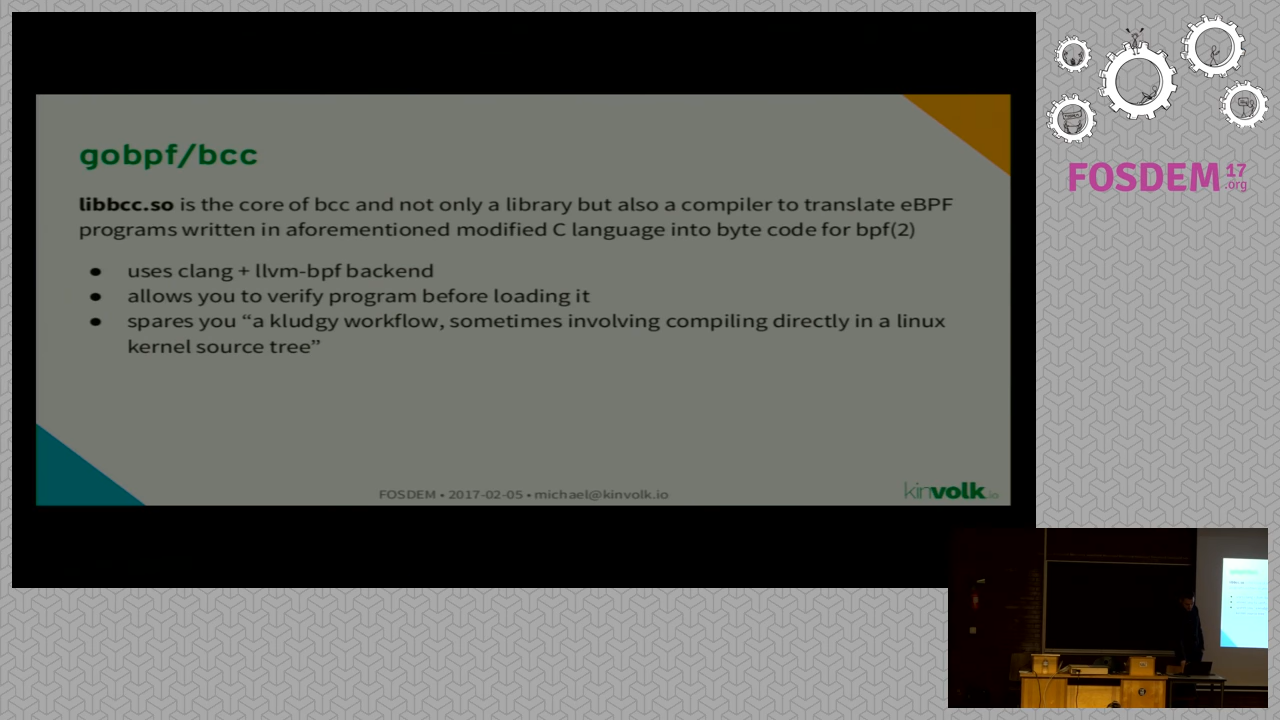 gobpf/bcc
libbcc.so is the core of bcc and not only a library but also a compiler to translate eBPF
programs written in aforementioned modified C language into byte code for bpf(2)
● uses clang + llvm-bpf backend
● allows you to verify program before loading it
● spares you “a kludgy workflow, sometimes involving compiling directly in a linux
kernel source tree”
FOSDEM • 2017-02-05 • michael@kinvolk.io
kinvolk.io
FOSDEM 17
.org